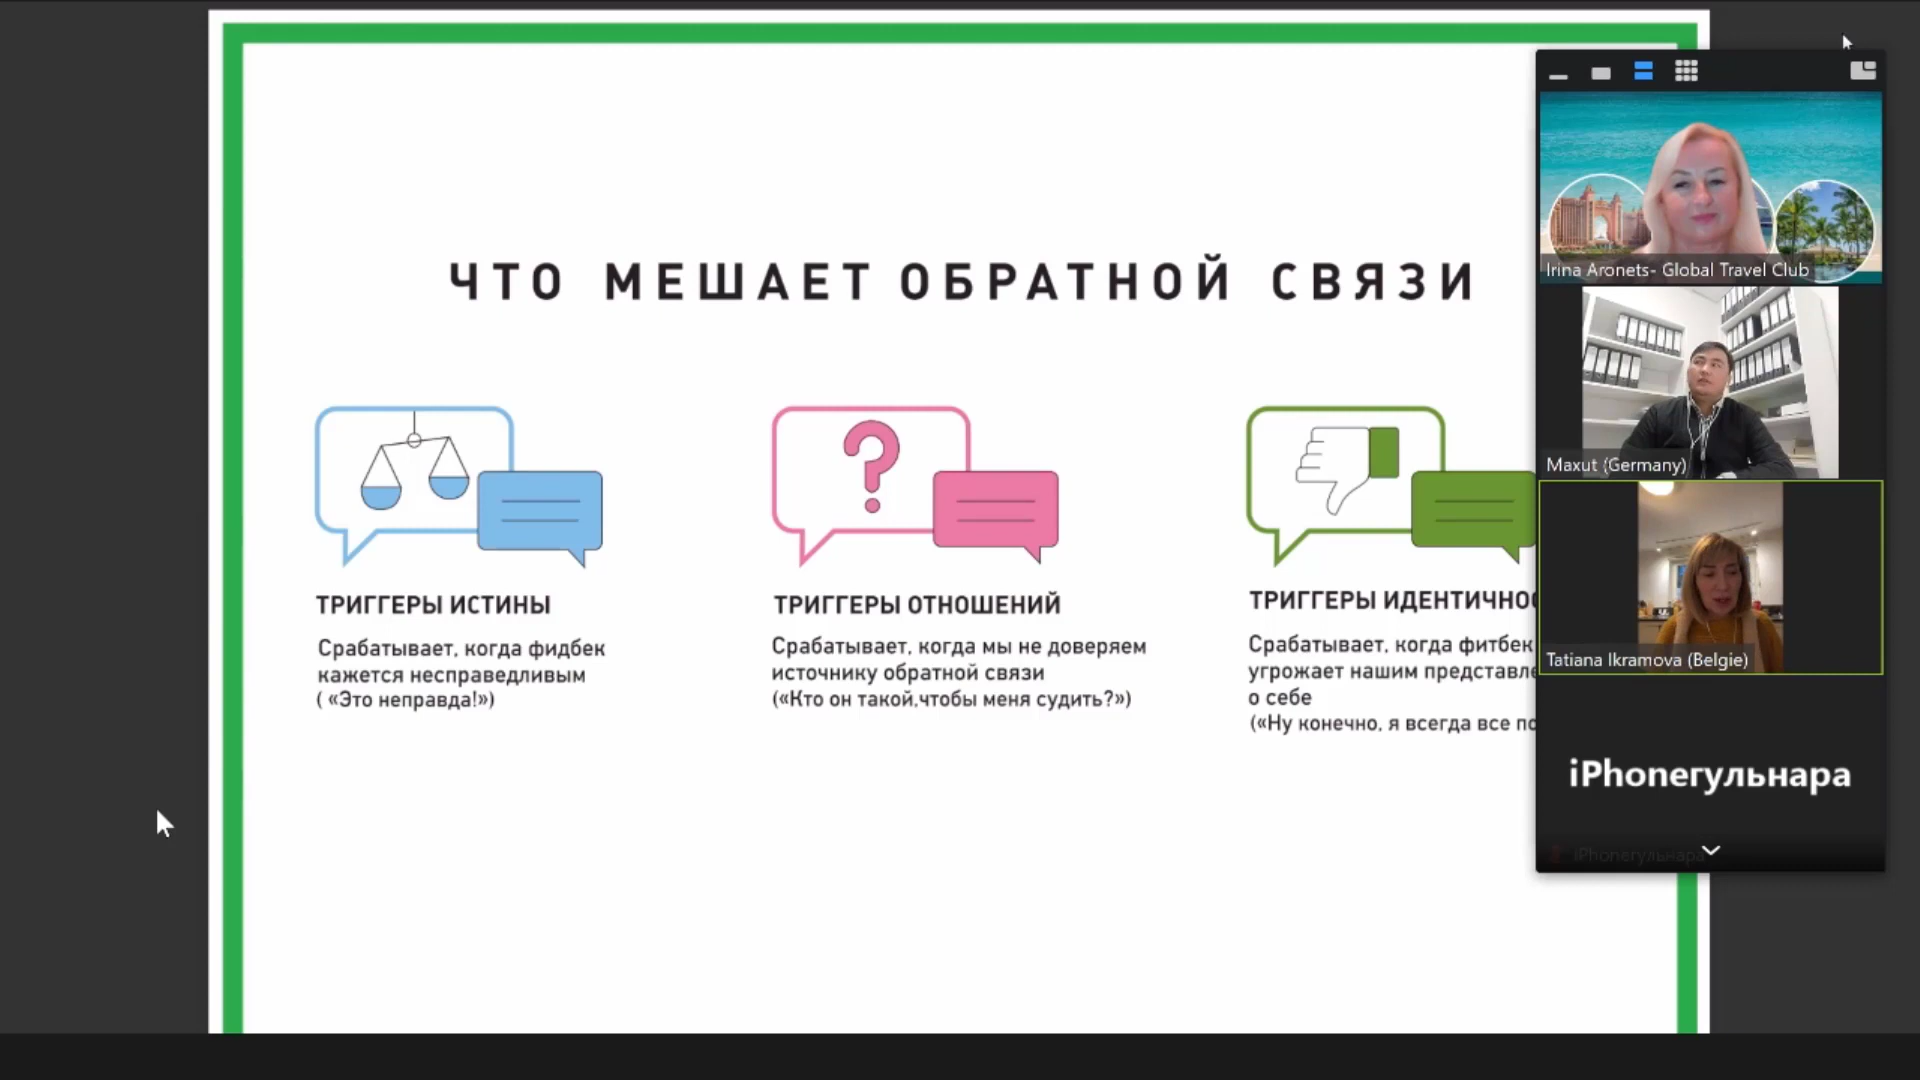 ЧТО МЕШАЕТ ОБРАТНОЙ СВЯЗИ
ТРИГГЕРЫ ИСТИНЫ
Срабатывает, когда фидбек
кажется несправедливым
( «Это неправда!»)
ТРИГГЕРЫ ОТНОШЕНИЙ
Срабатывает, когда мы не доверяем
источнику обратной связи
(«Кто он такой,чтобы меня судить?»)
ТРИГГЕРЫ
Срабатывает, когда фитбек
угрожает нашим
о себе
(«Ну конечно, я всегда все
Irina Aronets- Global Travel Club
Maxut (Germany)
Tatiana Ikramova (Belgie)
iPhoneгульнара
iPhoneгульнара